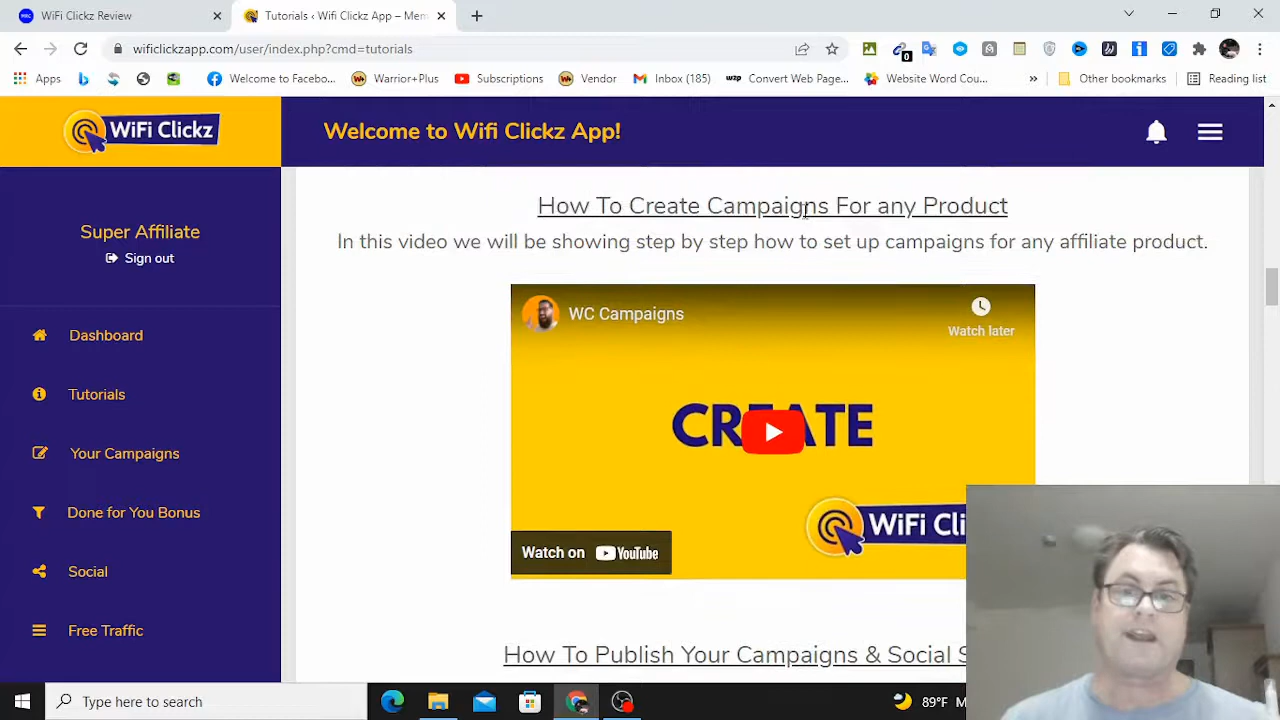 WiFi Clickz Review
Tutorials ‹ WiFi Clickz App – Mem
wificlickzapp.com/user/index.php?cmd=tutorials
0
Apps
Welcome to Facebo...
Warrior+Plus
Subscriptions
Vendor
Inbox (185)
wzp Convert Web Page...
Website Word Cou...
»
Other bookmarks
Reading list
WiFi Clickz
Welcome to Wifi Clickz App!
Super Affiliate
Sign out
Dashboard
Tutorials
Your Campaigns
Done for You Bonus
Social
Free Traffic
How To Create Campaigns For any Product
In this video we will be showing step by step how to set up campaigns for any affiliate product.
WC Campaigns
Watch later
CREATE
WiFi Cli
Watch on YouTube
How To Publish Your Campaigns & Social S
Type here to search
89°F M